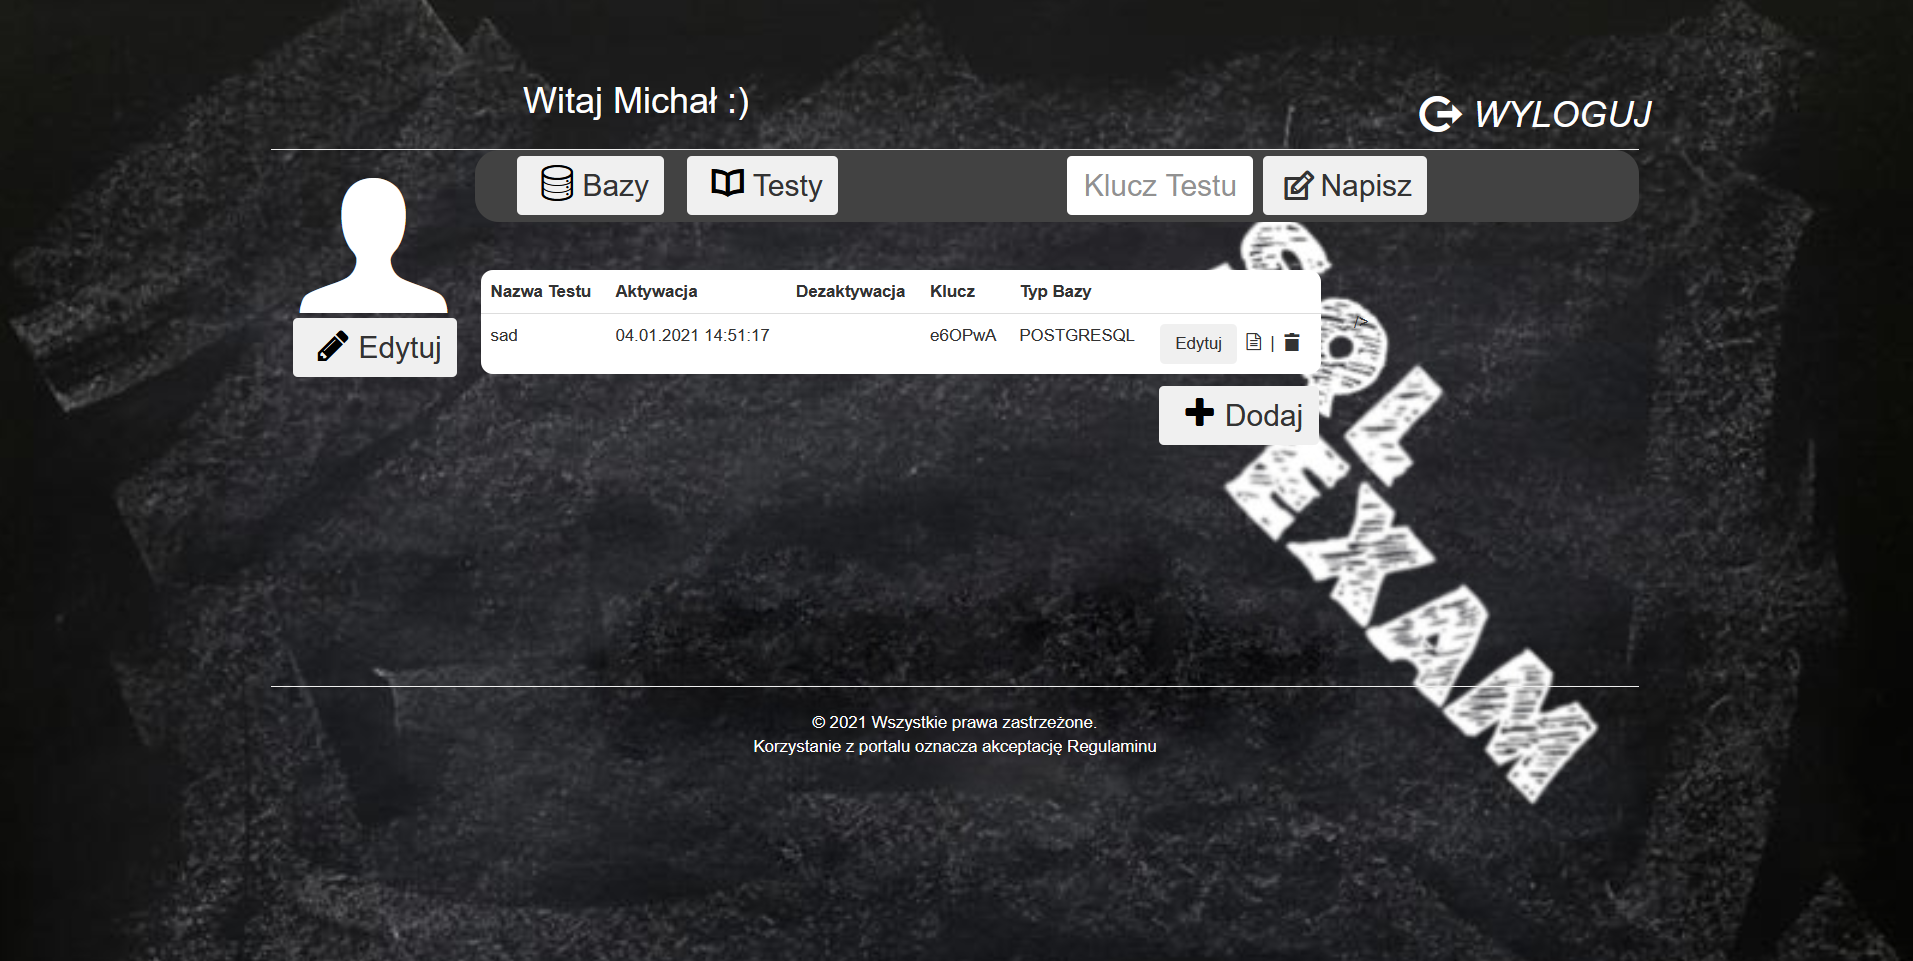 Witaj Michał :)
WYLOGUJ
Bazy Testy Klucz Testu Napisz
Edytuj
Nazwa Testu Aktywacja Dezaktywacja Klucz Typ Bazy
sad 04.01.2021 14:51:17 e6OPwA POSTGRESQL Edytuj |
/>
Dodaj
SQL
EXAM
© 2021 Wszystkie prawa zastrzeżone.
Korzystanie z portalu oznacza akceptację Regulaminu